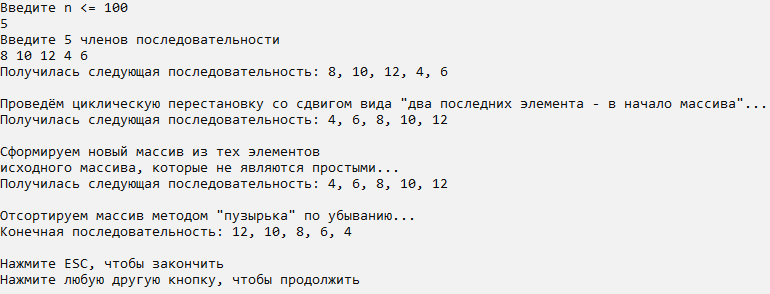 Введите n <= 100
5
Введите 5 членов последовательности
8 10 12 4 6
Получилась следующая последовательность: 8, 10, 12, 4, 6
Проведём циклическую перестановку со сдвигом вида "два последних элемента - в начало массива"...
Получилась следующая последовательность: 4, 6, 8, 10, 12
Сформируем новый массив из тех элементов
исходного массива, которые не являются простыми...
Получилась следующая последовательность: 4, 6, 8, 10, 12
Отсортируем массив методом "пузырька" по убыванию...
Конечная последовательность: 12, 10, 8, 6, 4
Нажмите ESC, чтобы закончить
Нажмите любую другую кнопку, чтобы продолжить